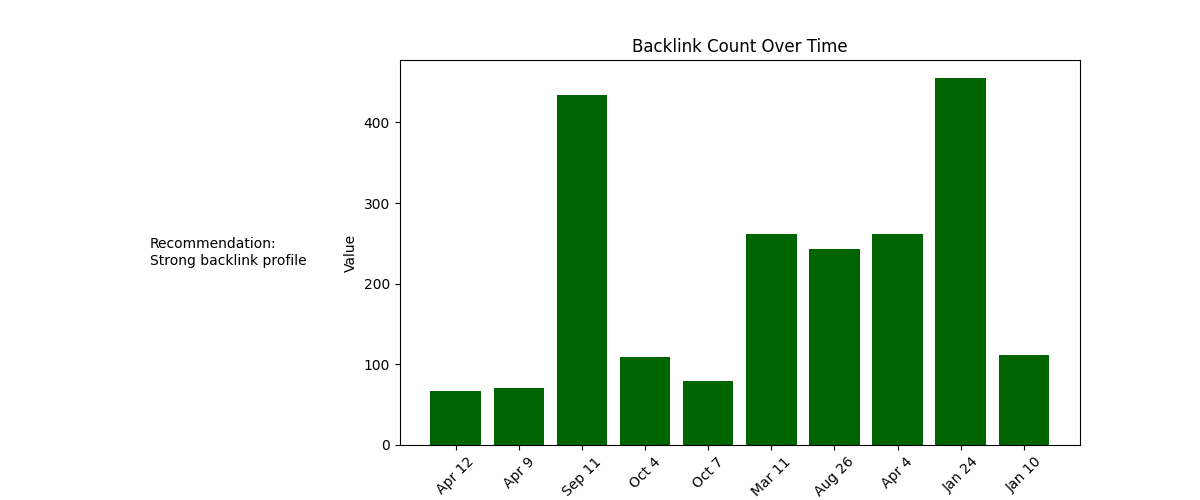 Backlink Count Over Time
Recommendation:
Strong backlink profile
Value
400
300
200
100
0
Apr 12
Apr 9
Sep 11
Oct 4
Oct 7
Mar 11
Aug 26
Apr 4
Jan 24
Jan 10